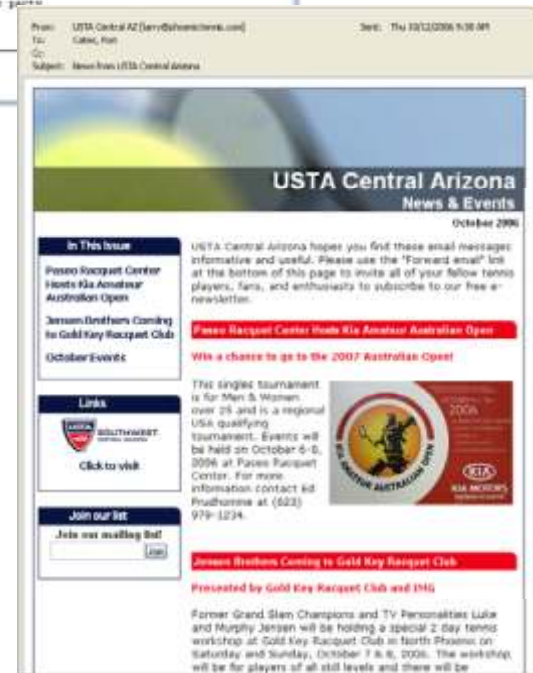 From: USTA Central AZ
Sent: Thu 10/12/2006 9:30 AM
To:
Cc:
Subject: News from USTA Central Arizona
USTA Central Arizona
News & Events
October 2006
In This Issue
Paseo Racquet Center
Hosts Kia Amateur
Australian Open
Jensen Brothers Coming
to Gold Key Racquet Club
October Events
Links
USTA
SOUTHWEST
Click to visit
Join our list
Join our mailing list!
Join
USTA Central Arizona hopes you find these email messages
informative and useful. Please use the "Forward email" link
at the bottom of this page to invite all of your fellow tennis
players, fans, and enthusiasts to subscribe to our free e-
newsletter.
Paseo Racquet Center Hosts Kia Amateur Australian Open
Win a chance to go to the 2007 Australian Open!
This singles tournament
is for Men & Women
over 25 and is a regional
USA qualifying
tournament. Events will
be held on October 6-8,
2006 at Paseo Racquet
Center. For more
information contact Ed
Prudhomme at (623)
979-1234.
KIA AMATEUR AUSTRALIAN OPEN
2006
KIA
KIA MOTORS
Jensen Brothers Coming to Gold Key Racquet Club
Presented by Gold Key Racquet Club and IMG
Former Grand Slam Champions and TV Personalities Luke
and Murphy Jensen will be holding a special 2 day tennis
workshop at Gold Key Racquet Club in North Phoenix on
Saturday and Sunday, October 7 & 8, 2006. The workshop
will be for players of all still levels and there will be